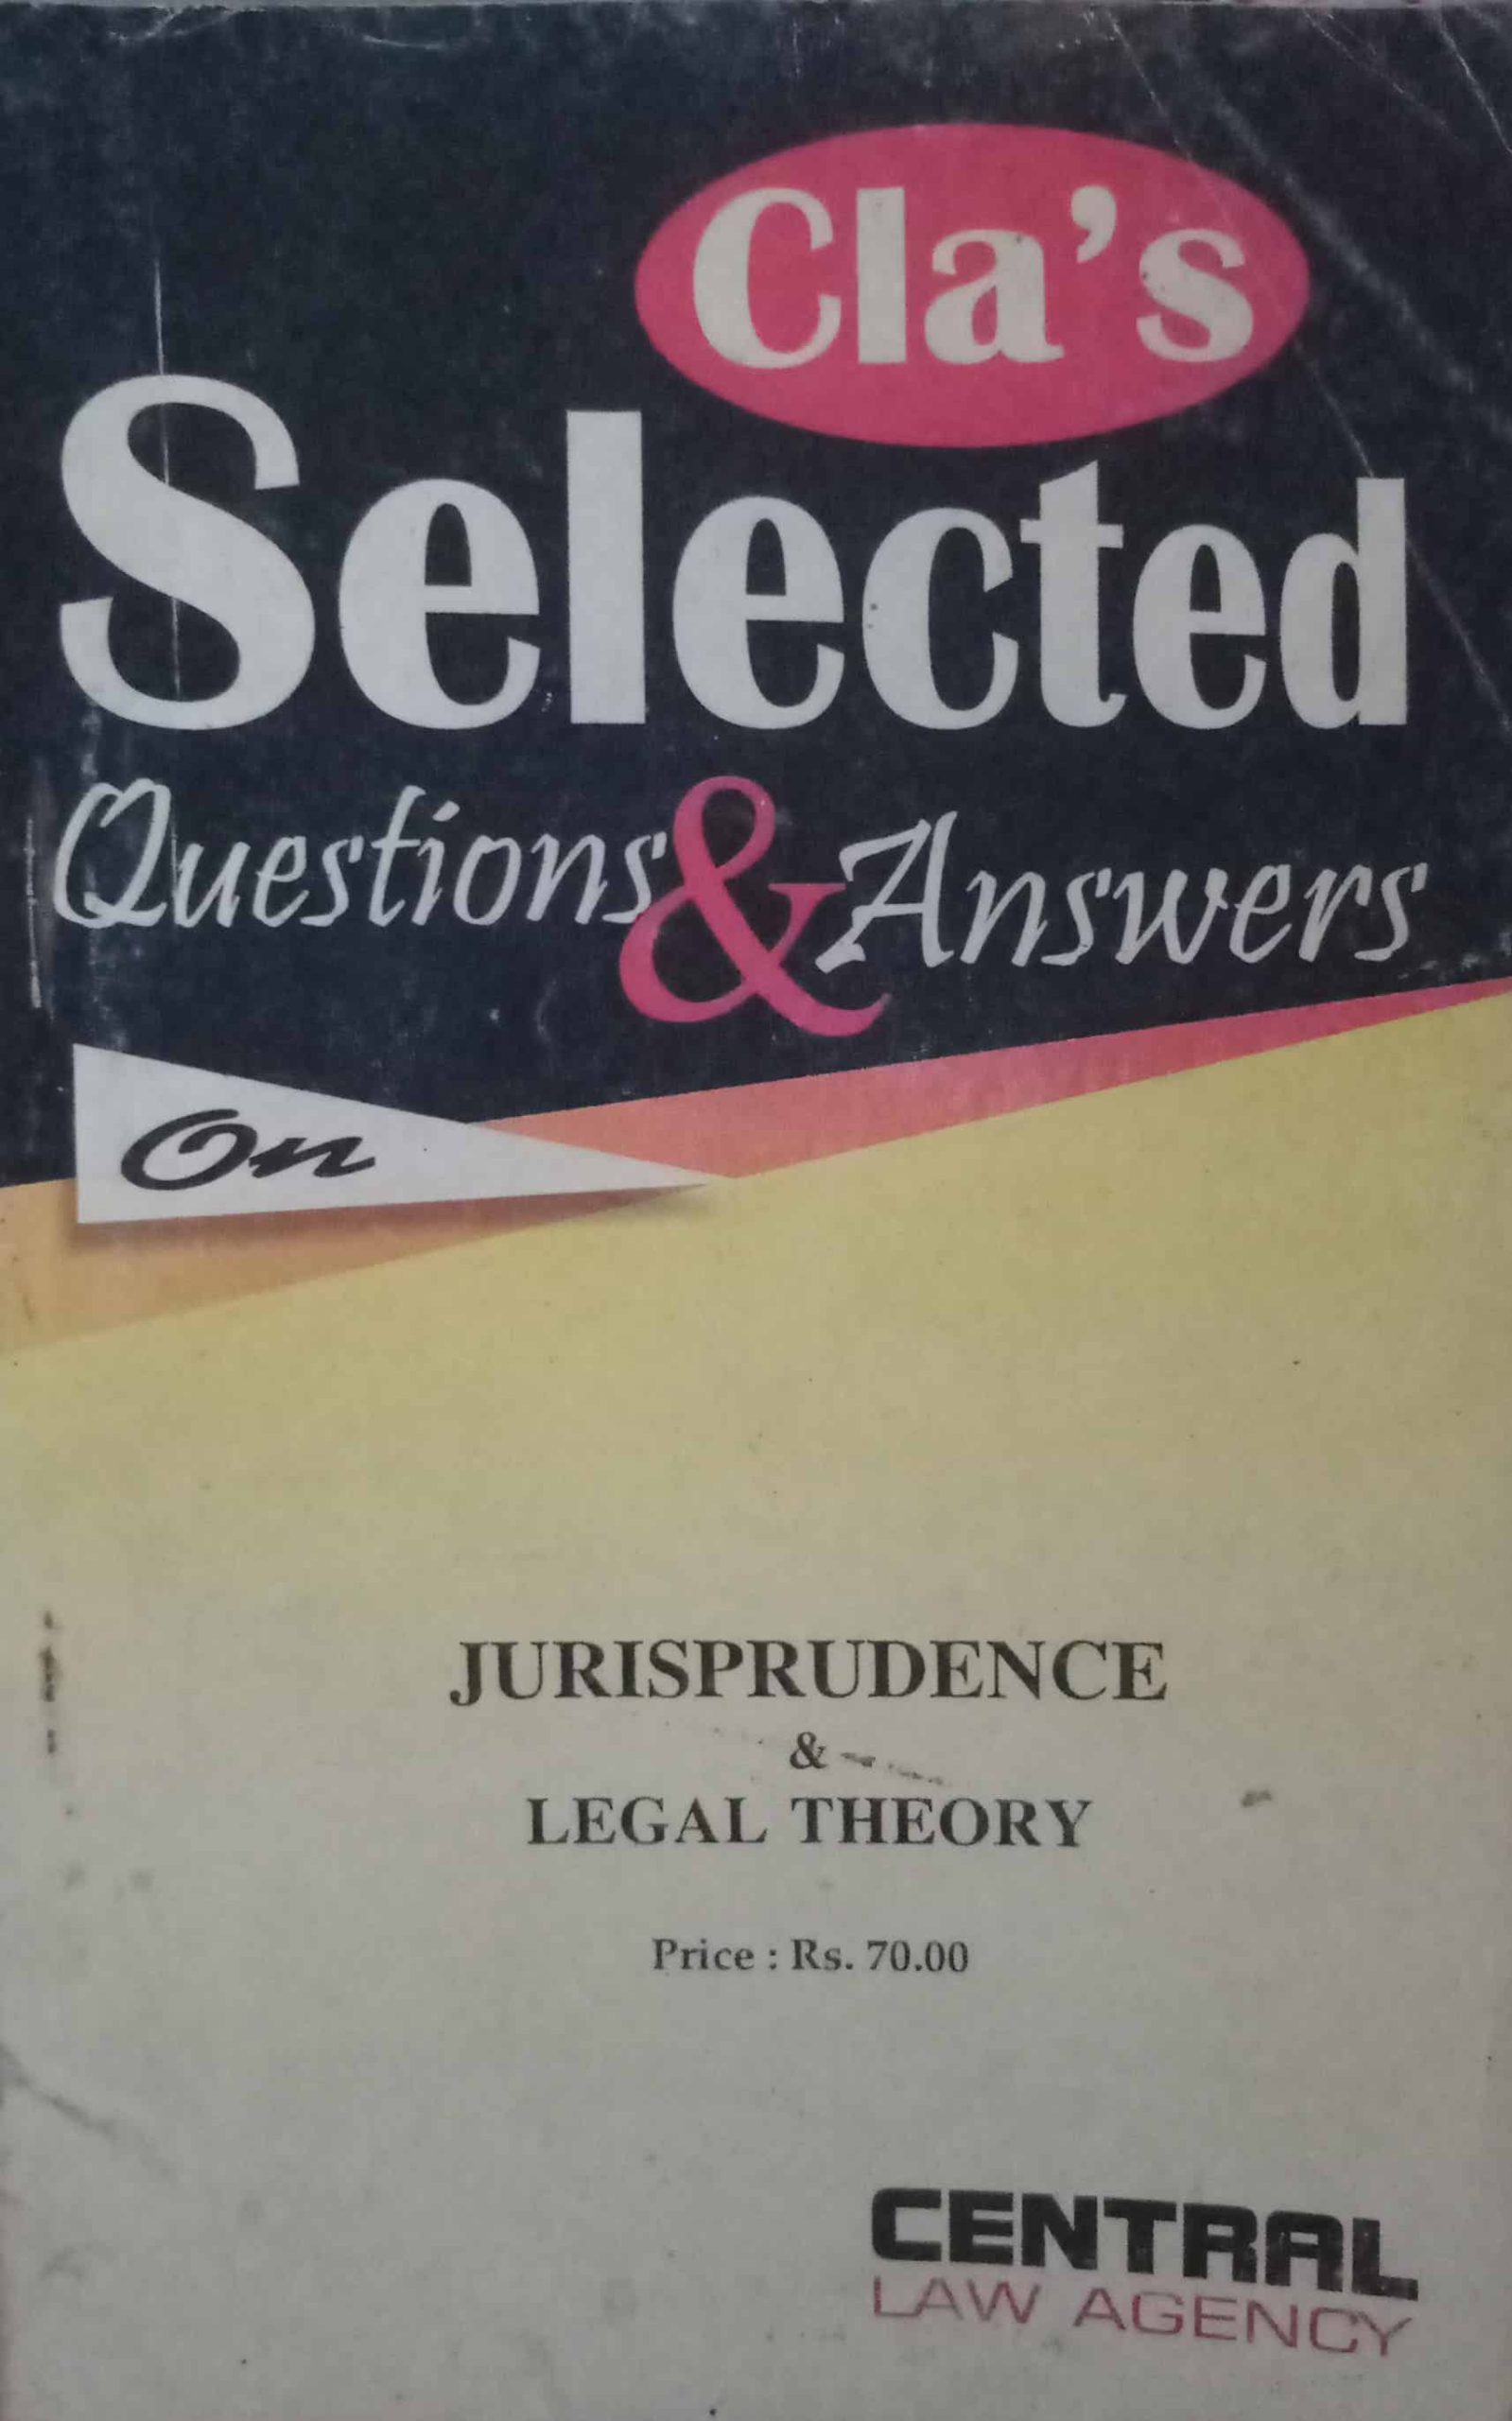 Cla's
Selected
Questions & Answers
On
JURISPRUDENCE
&
LEGAL THEORY
Price : Rs. 70.00
CENTRAL
LAW AGENCY